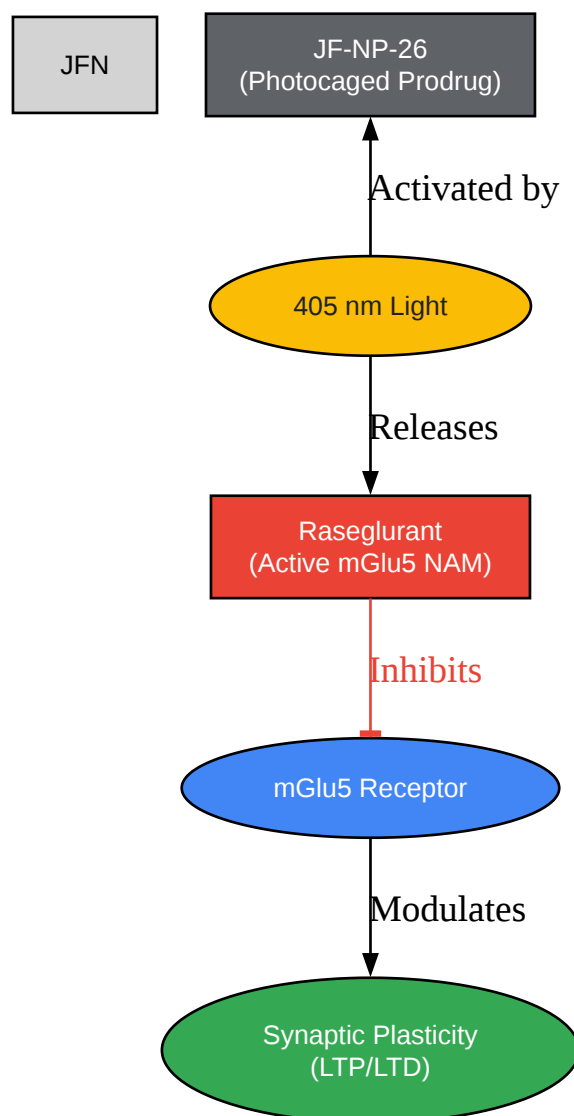 JFN
JF-NP-26
(Photocaged Prodrug)
Activated by
405 nm Light
Releases
Raseglurant
(Active mGlu5 NAM)
Inhibits
mGlu5 Receptor
Modulates
Synaptic Plasticity
(LTP/LTD)